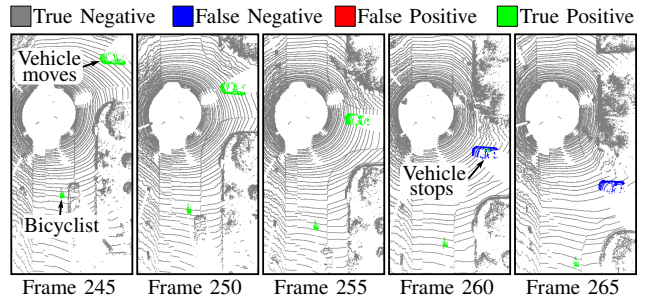 True Negative False Negative False Positive True Positive
Vehicle
moves
Bicyclist
Vehicle
stops
Frame 245 Frame 250 Frame 255 Frame 260 Frame 265